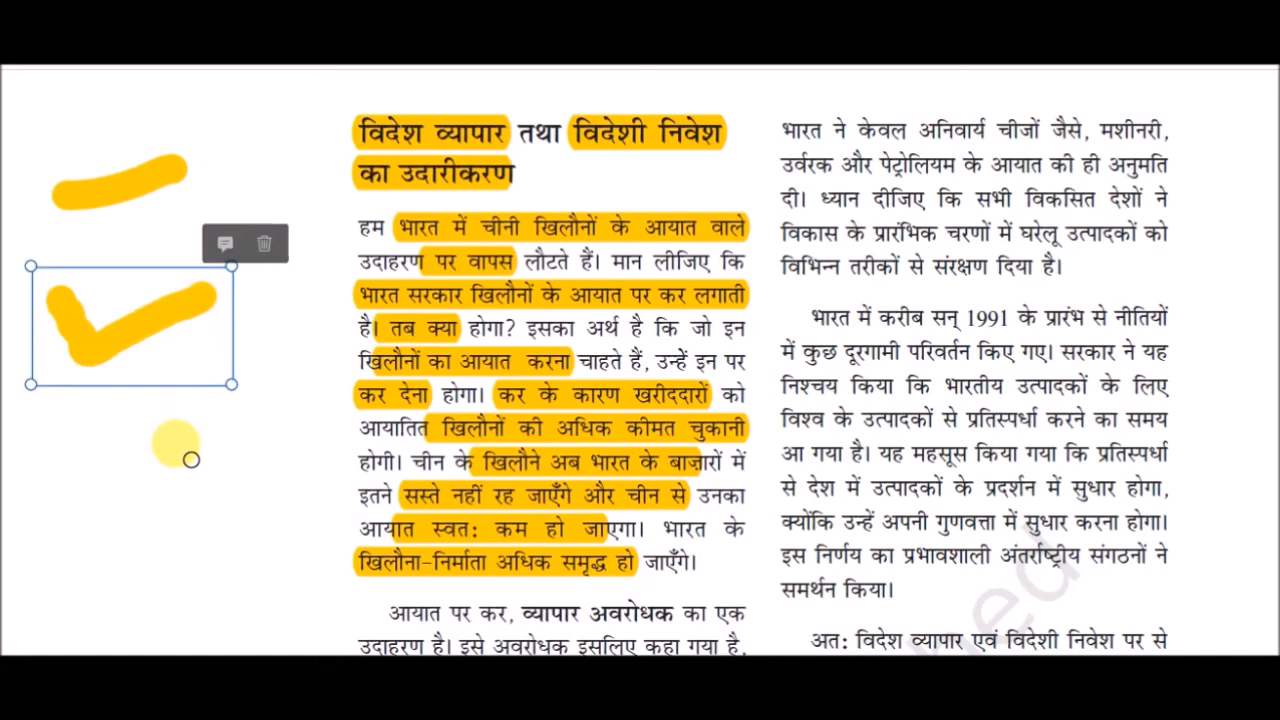 विदेश व्यापार तथा विदेशी निवेश
का उदारीकरण
हम भारत में चीनी खिलौनों के आयात वाले
उदाहरण पर वापस लौटते हैं। मान लीजिए कि
भारत सरकार खिलौनों के आयात पर कर लगाती
है। तब क्या होगा? इसका अर्थ है कि जो इन
खिलौनों का आयात करना चाहते हैं, उन्हें इन पर
कर देना होगा। कर के कारण खरीददारों को
आयातित खिलौनों की अधिक कीमत चुकानी
होगी। चीन के खिलौने अब भारत के बाज़ारों में
इतने सस्ते नहीं रह जाएँगे और चीन से उनका
आयात स्वत: कम हो जाएगा। भारत के
खिलौना-निर्माता अधिक समृद्ध हो जाएँगे।
आयात पर कर, व्यापार अवरोधक का एक
उदाहरण है। इसे अवरोधक इसलिए कहा गया है,
भारत ने केवल अनिवार्य चीजों जैसे, मशीनरी,
उर्वरक और पेट्रोलियम के आयात की ही अनुमति
दी। ध्यान दीजिए कि सभी विकसित देशों ने
विकास के प्रारंभिक चरणों में घरेलू उत्पादकों को
विभिन्न तरीकों से संरक्षण दिया है।
भारत में करीब सन् 1991 के प्रारंभ से नीतियों
में कुछ दूरगामी परिवर्तन किए गए। सरकार ने यह
निश्चय किया कि भारतीय उत्पादकों के लिए
विश्व के उत्पादकों से प्रतिस्पर्धा करने का समय
आ गया है। यह महसूस किया गया कि प्रतिस्पर्धा
से देश में उत्पादकों के प्रदर्शन में सुधार होगा,
क्योंकि उन्हें अपनी गुणवत्ता में सुधार करना होगा।
इस निर्णय का प्रभावशाली अंतर्राष्ट्रीय संगठनों ने
समर्थन किया।
अत: विदेश व्यापार एवं विदेशी निवेश पर से